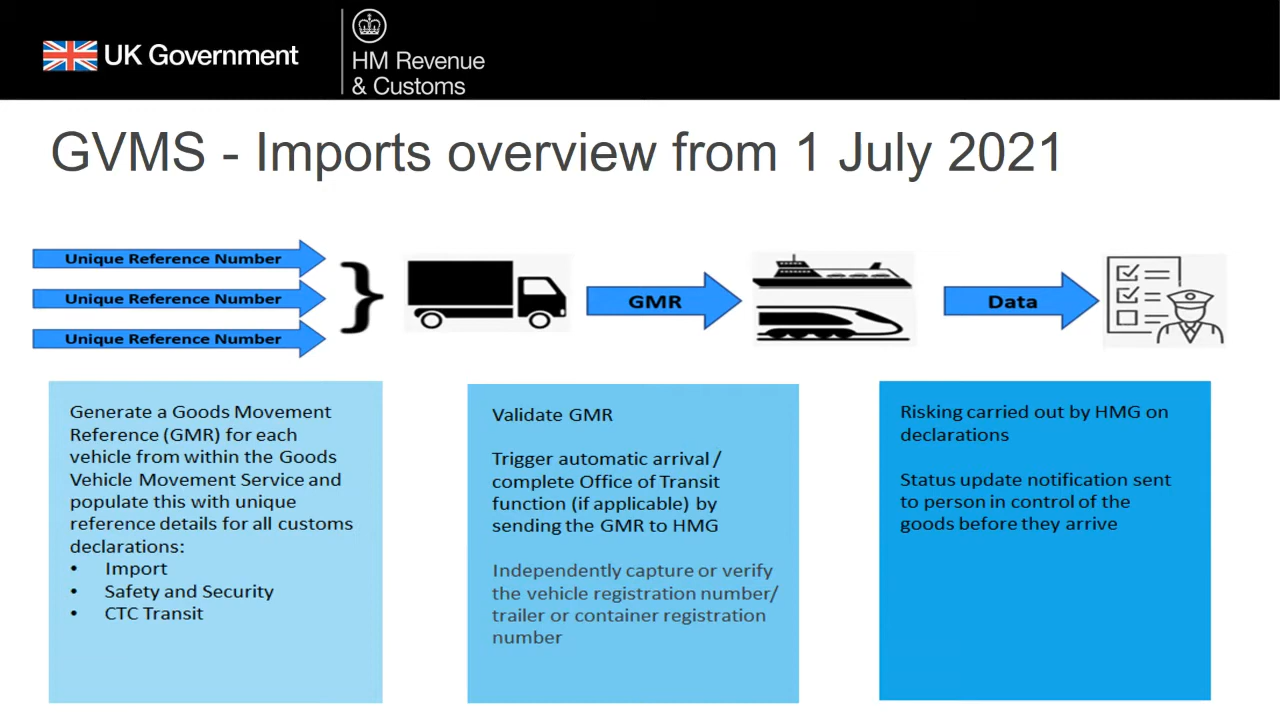 UK Government
HM Revenue
& Customs
GVMS - Imports overview from 1 July 2021
Unique Reference Number
Unique Reference Number
Unique Reference Number
GMR
Data
Generate a Goods Movement
Reference (GMR) for each
vehicle from within the Goods
Vehicle Movement Service and
populate this with unique
reference details for all customs
declarations:
• Import
• Safety and Security
• CTC Transit
Validate GMR
Trigger automatic arrival /
complete Office of Transit
function (if applicable) by
sending the GMR to HMG
Independently capture or verify
the vehicle registration number/
trailer or container registration
number
Risking carried out by HMG on
declarations
Status update notification sent
to person in control of the
goods before they arrive